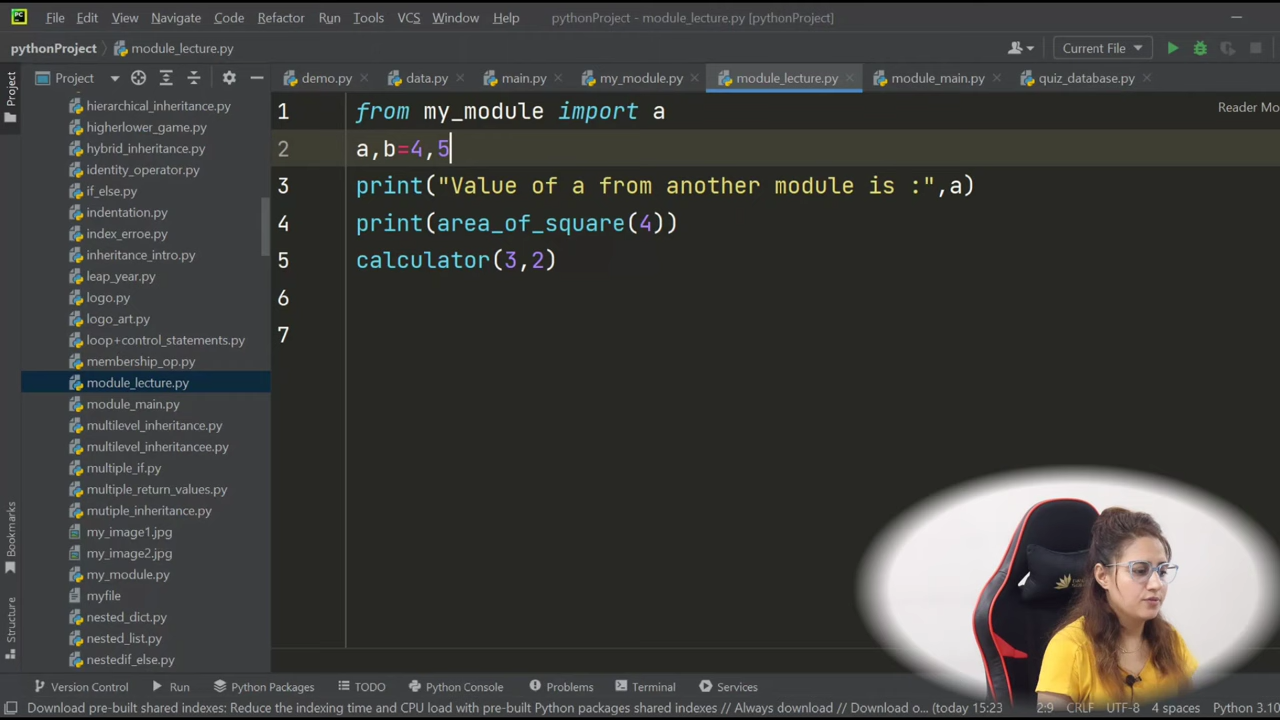 File Edit View Navigate Code Refactor Run Tools VCS Window Help pythonProject - module_lecture.py [pythonProject]
pythonProject module_lecture.py Current File
Project demo.py data.py main.py my_module.py module_lecture.py module_main.py quiz_database.py
Project
hierarchical_inheritance.py
higherlower_game.py
hybrid_inheritance.py
identity_operator.py
if_else.py
indentation.py
index_erroe.py
inheritance_intro.py
leap_year.py
logo.py
logo_art.py
loop+control_statements.py
membership_op.py
module_lecture.py
module_main.py
multilevel_inheritance.py
multilevel_inheritancee.py
multiple_if.py
multiple_return_values.py
mutiple_inheritance.py
my_image1.jpg
my_image2.jpg
my_module.py
myfile
nested_dict.py
nested_list.py
nestedif_else.py
Bookmarks
Structure
1 from my_module import a
Reader Mo
2 a,b=4,5
3 print("Value of a from another module is :",a)
4 print(area_of_square(4))
5 calculator(3,2)
6
7
Version Control Run Python Packages TODO Python Console Problems Terminal Services
Download pre-built shared indexes: Reduce the indexing time and CPU load with pre-built Python packages shared indexes // Always download // Download o... (today 15:23 2:9 CRLF UTF-8 4 spaces Python 3.10